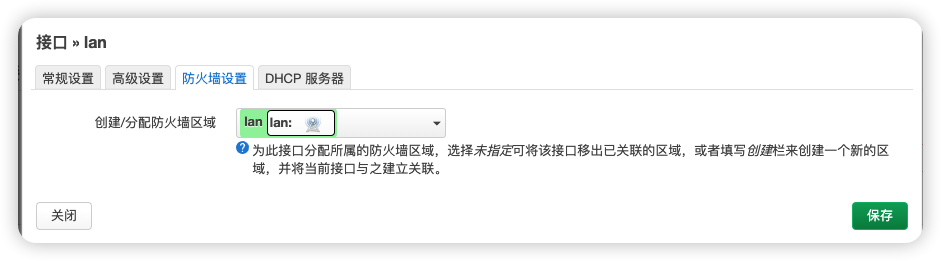 接口 » lan
常规设置 高级设置 防火墙设置 DHCP 服务器
创建/分配防火墙区域 lan lan:
为此接口分配所属的防火墙区域，选择未指定可将该接口移出已关联的区域，或者填写创建栏来创建一个新的区
域，并将当前接口与之建立关联。
关闭 保存